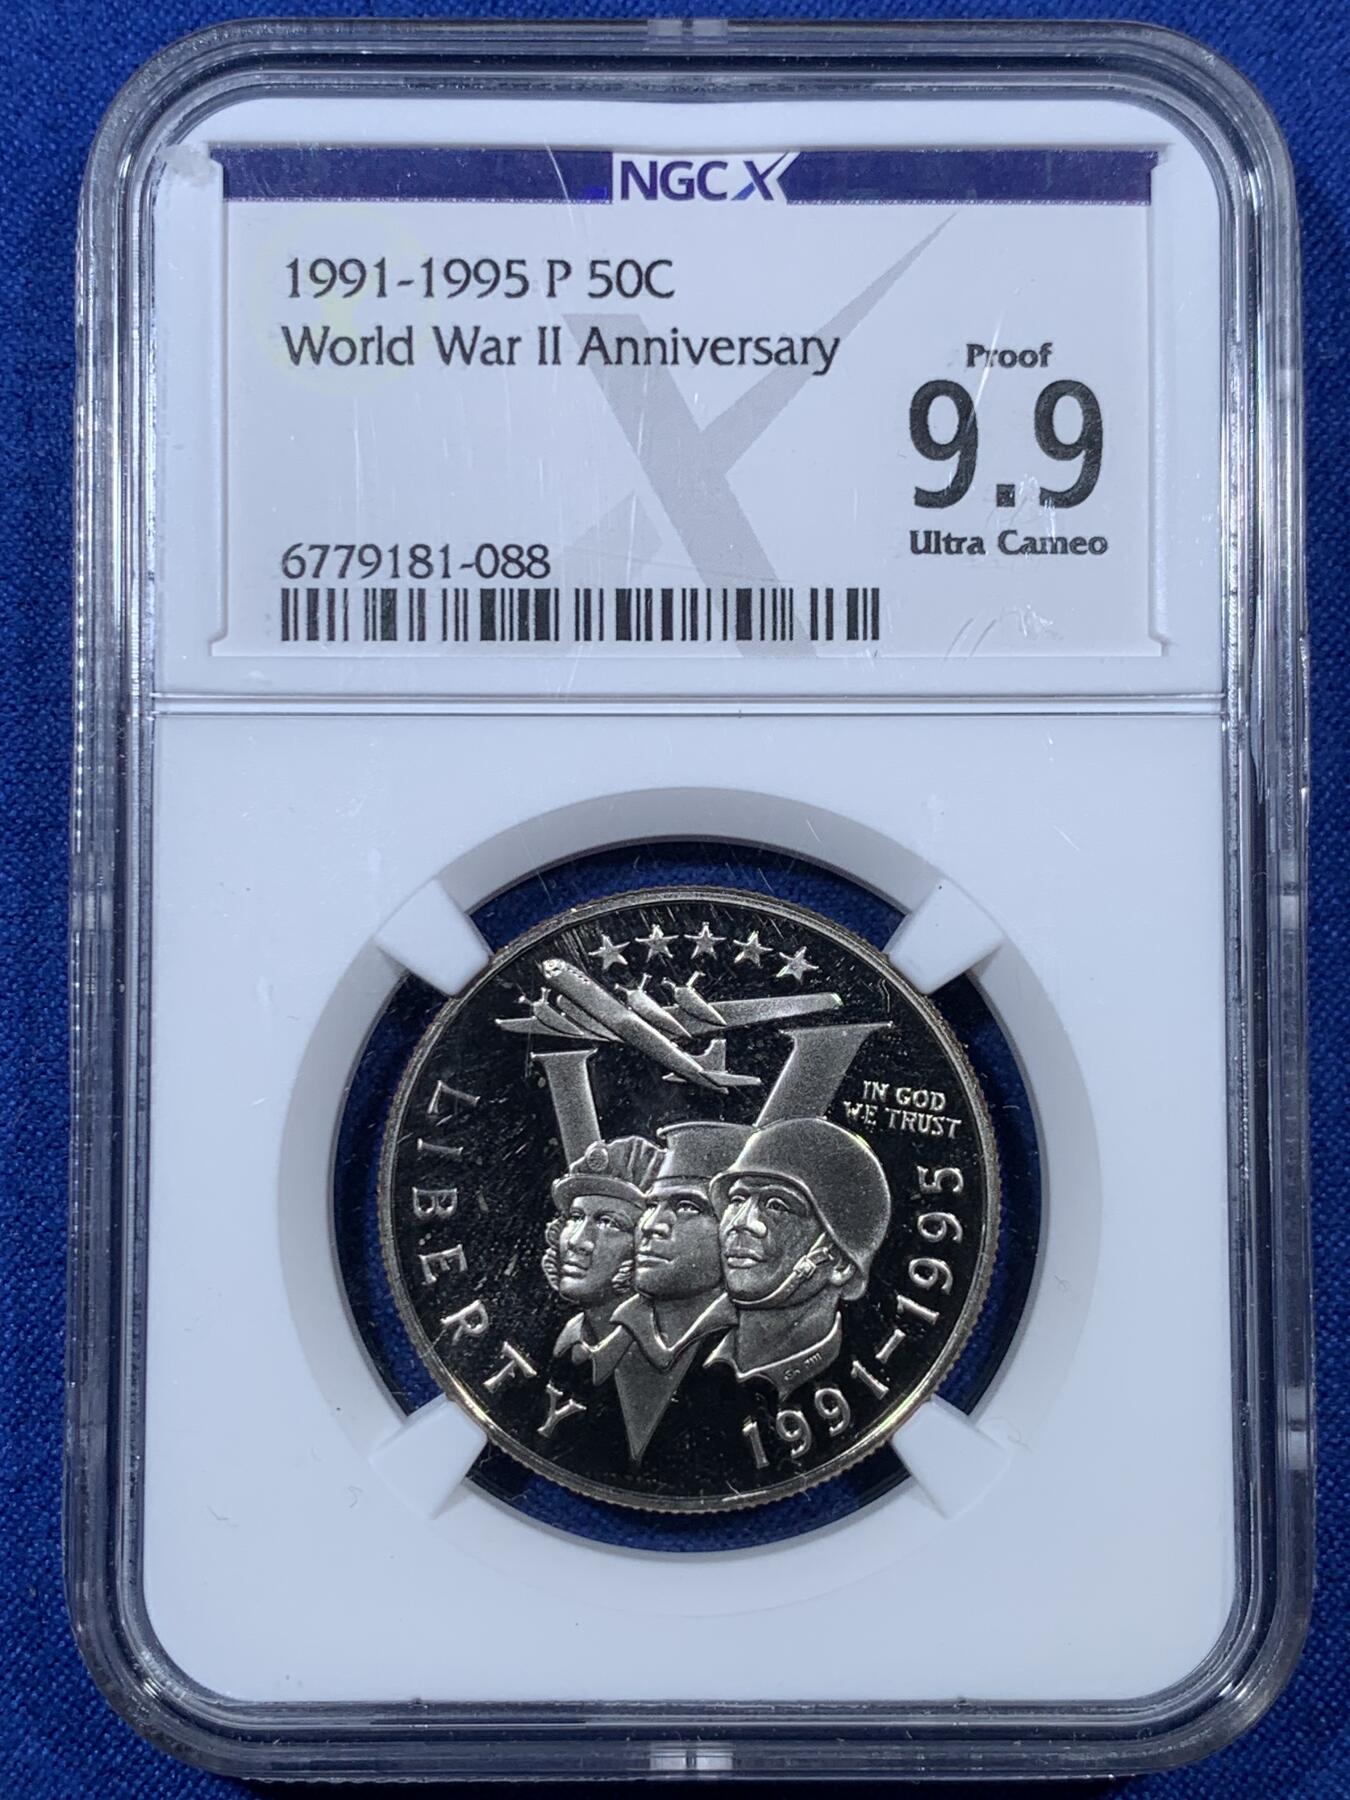 NGC X
1991-1995 P 50C
World War II Anniversary
Proof
9.9
Ultra Cameo
6779181-088
LIBERTY
IN GOD
WE TRUST
1991-1995